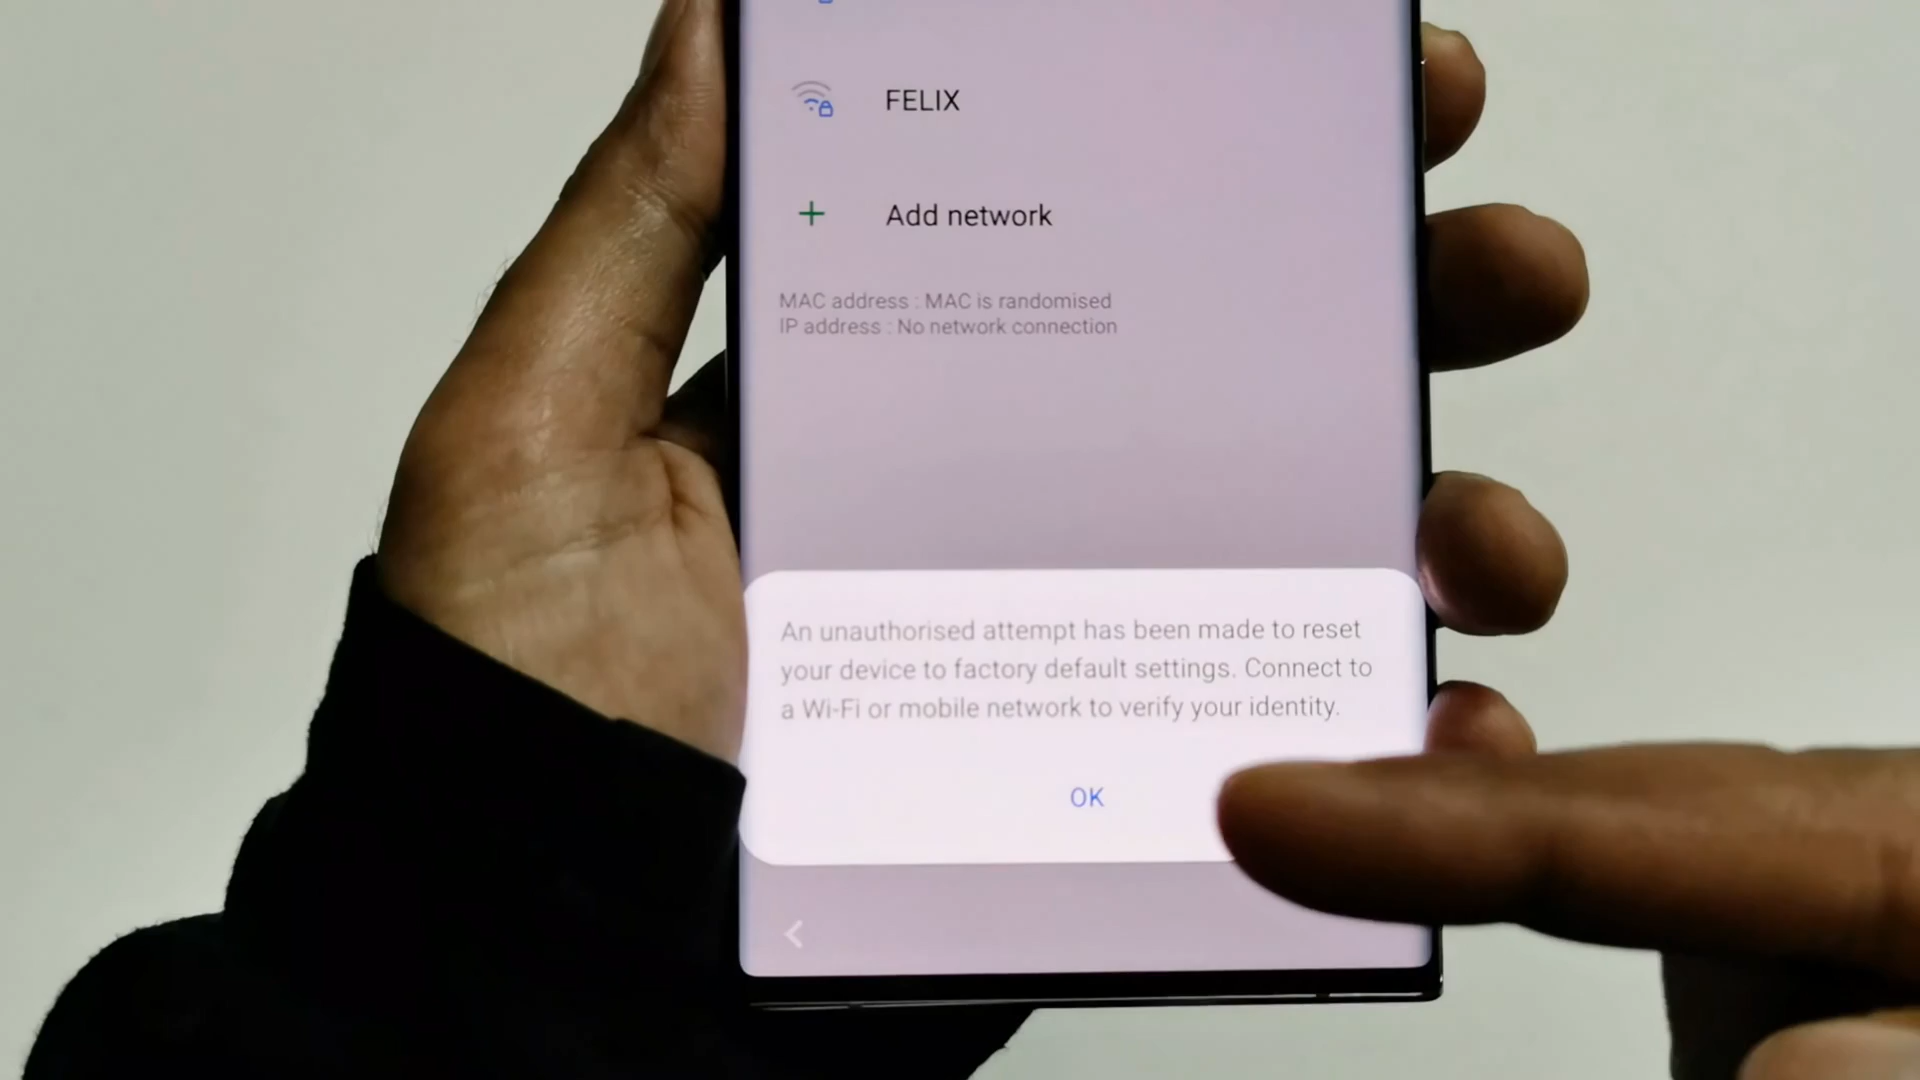 FELIX
Add network
MAC address : MAC is randomised
IP address : No network connection
An unauthorised attempt has been made to reset
your device to factory default settings. Connect to
a Wi-Fi or mobile network to verify your identity.
OK